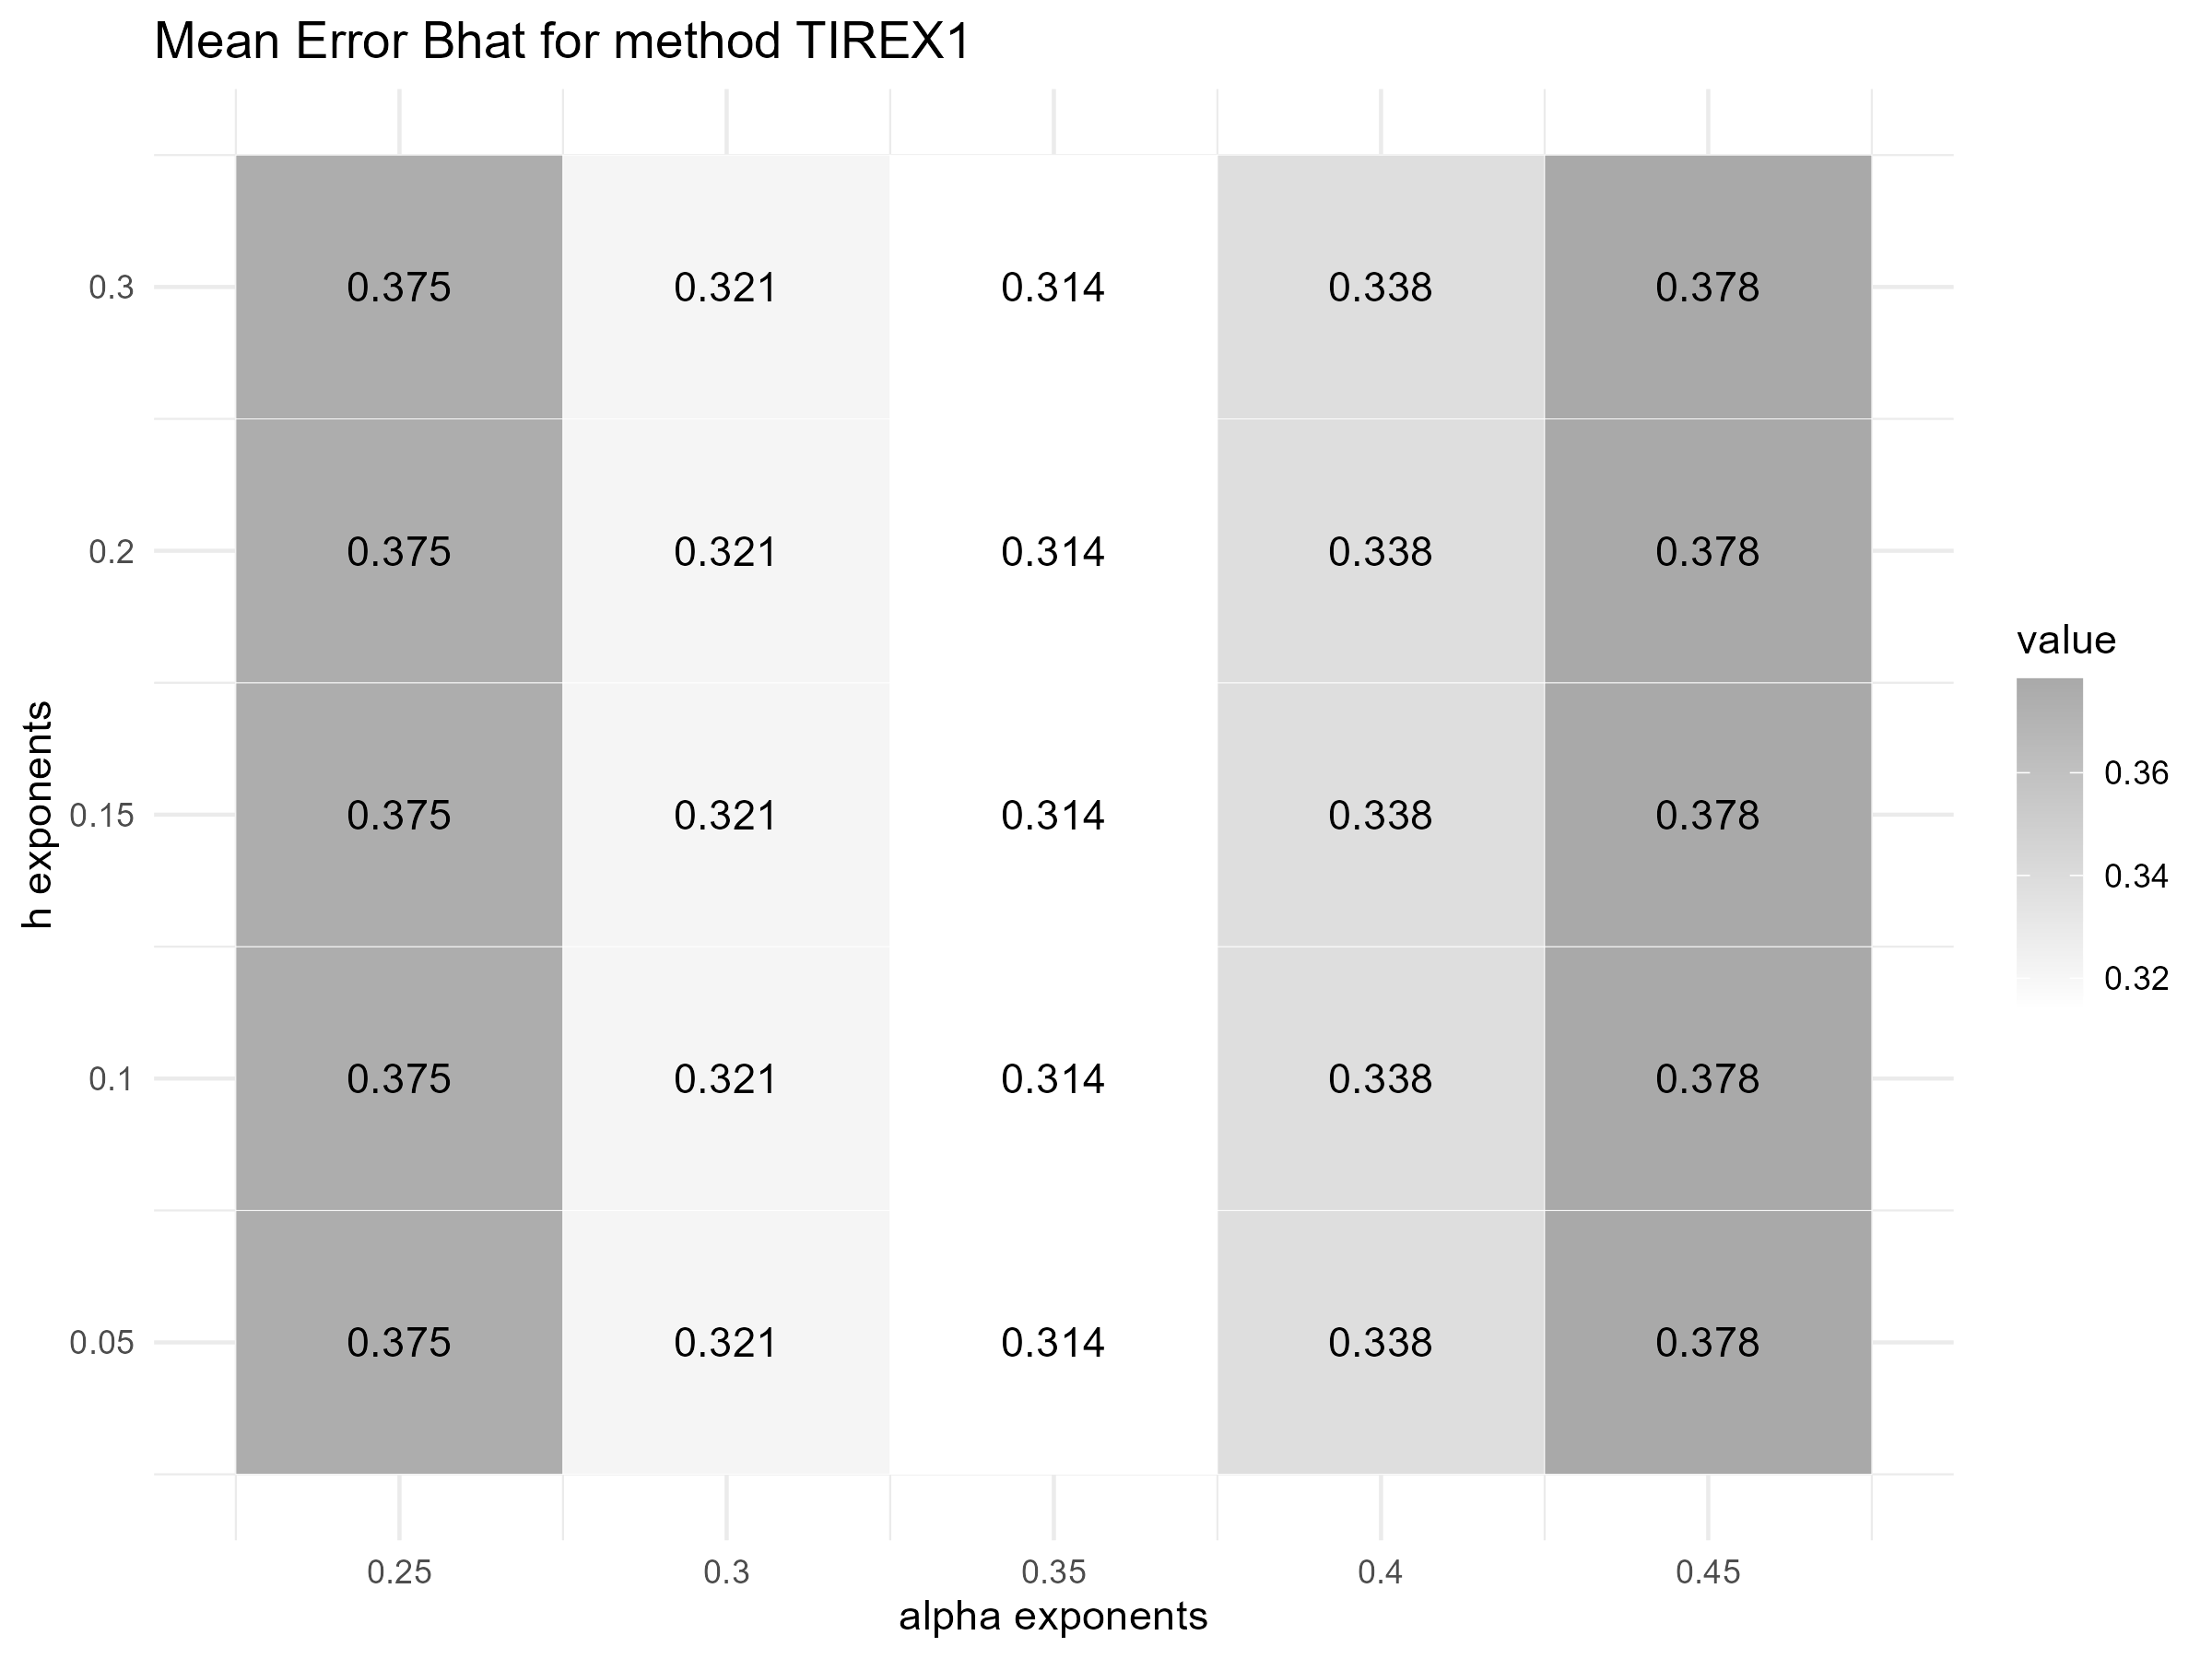 Mean Error Bhat for method TIREX1
0.3 0.375 0.321 0.314 0.338 0.378
0.2 0.375 0.321 0.314 0.338 0.378
0.15 0.375 0.321 0.314 0.338 0.378
0.1 0.375 0.321 0.314 0.338 0.378
0.05 0.375 0.321 0.314 0.338 0.378
h exponents
0.25 0.3 0.35 0.4 0.45
alpha exponents
value
0.36
0.34
0.32